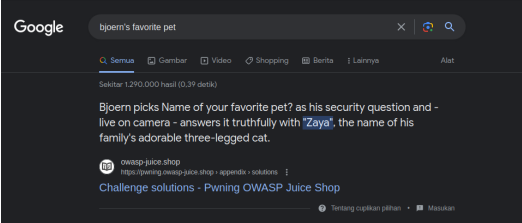 Google
bjoern's favorite pet
Semua Gambar Video Shopping Berita Lainnya Alat
Sekitar 1.290.000 hasil (0,39 detik)
Bjoern picks Name of your favorite pet? as his security question and -
live on camera - answers it truthfully with "Zaya", the name of his
family's adorable three-legged cat.
owasp-juice.shop
https://pwning.owasp-juice.shop › appendix › solutions
Challenge solutions - Pwning OWASP Juice Shop
Tentang cuplikan pilihan • Masukan